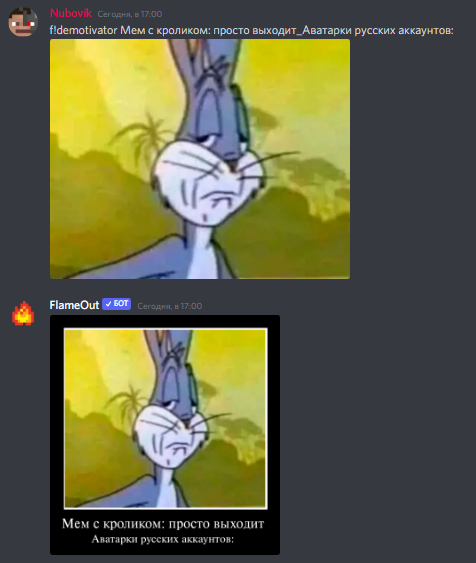 Nubovik Сегодня, в 17:00
f!demotivator Мем с кроликом: просто выходит_Аватарки русских аккаунтов:
FlameOut ✓ БОТ Сегодня, в 17:00
Мем с кроликом: просто выходит
Аватарки русских аккаунтов: